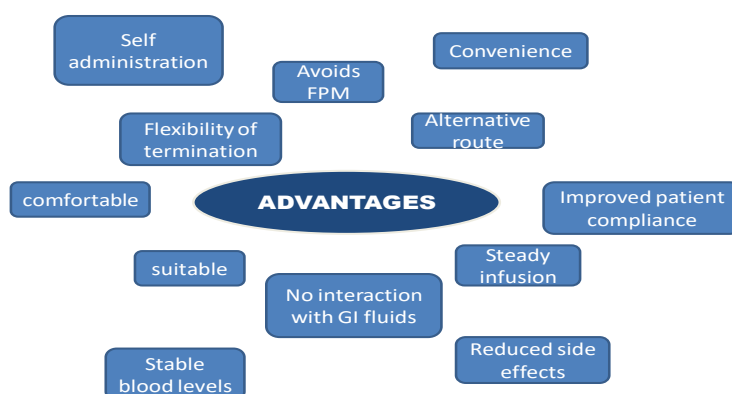 Self
administration
Convenience
Avoids
FPM
Alternative
route
Flexibility of
termination
comfortable
ADVANTAGES
Improved patient
compliance
suitable
Steady
infusion
No interaction
with GI fluids
Reduced side
effects
Stable
blood levels